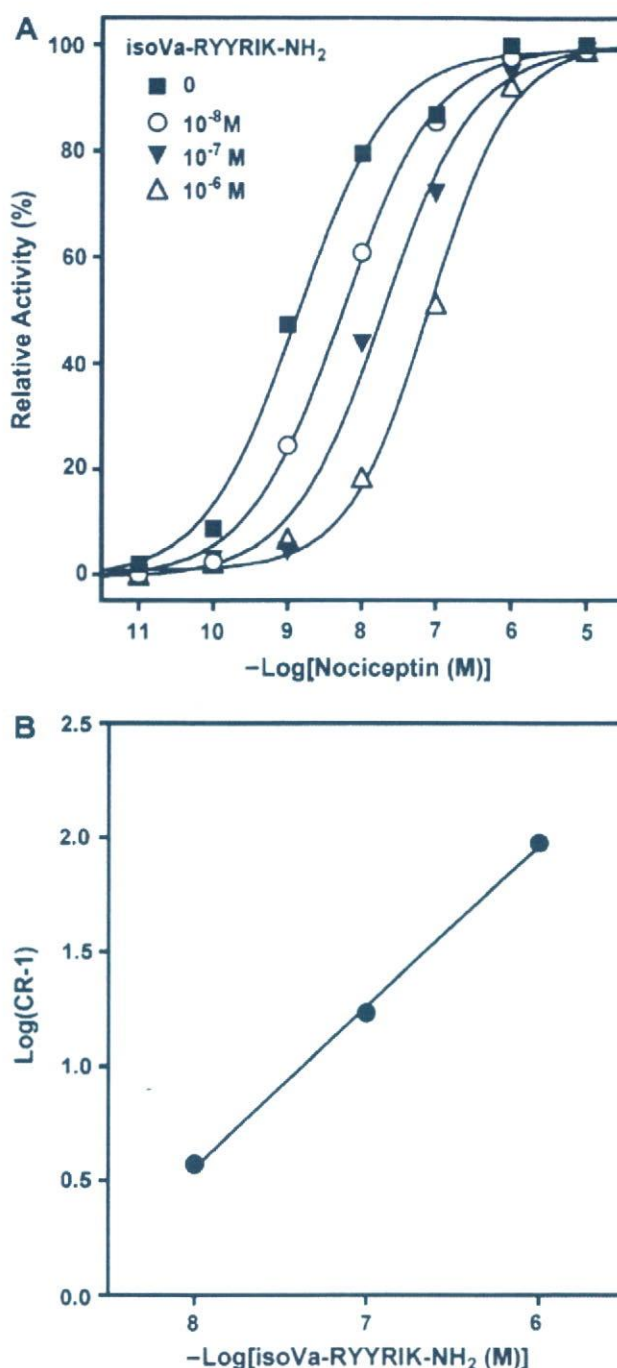 A
isoVa-RYYRIK-NH₂
0
10⁻⁸M
10⁻⁷ M
10⁻⁶ M
Relative Activity (%)
100
80
60
40
20
0
11 10 9 8 7 6 5
–Log[Nociceptin (M)]
B
Log(CR-1)
2.5
2.0
1.5
1.0
0.5
0.0
8 7 6
–Log[isoVa-RYYRIK-NH₂ (M)]